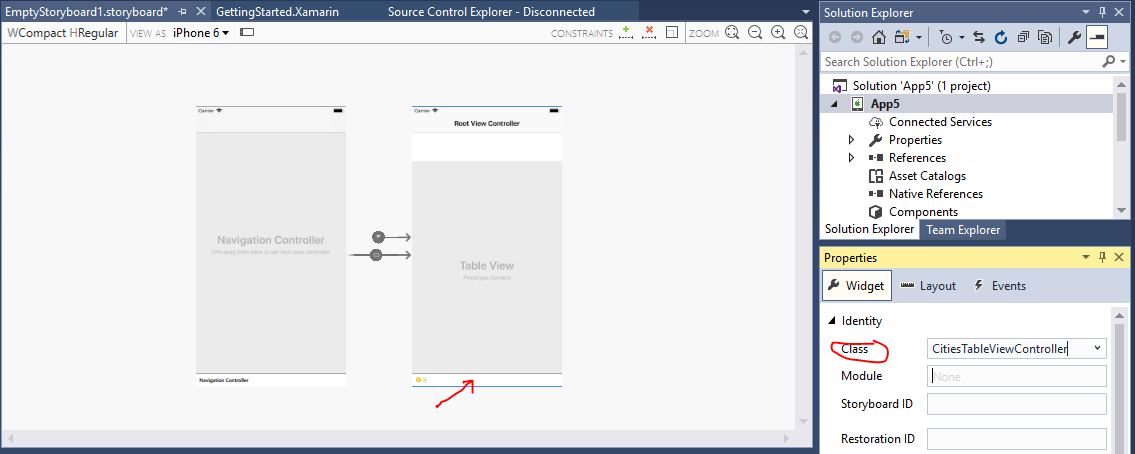 EmptyStoryboard1.storyboard*
GettingStarted.Xamarin
Source Control Explorer - Disconnected
WCompact HRegular VIEW AS iPhone 6 CONSTRAINTS ZOOM
Carrier
Navigation Controller
Ctrl+drag from here to set root view controller.
Navigation Controller
Carrier
Root View Controller
Table View
Prototype Content
Solution Explorer
Search Solution Explorer (Ctrl+;)
Solution 'App5' (1 project)
App5
Connected Services
Properties
References
Asset Catalogs
Native References
Components
Solution Explorer Team Explorer
Properties
Widget Layout Events
Identity
Class CitiesTableViewController
Module None
Storyboard ID
Restoration ID